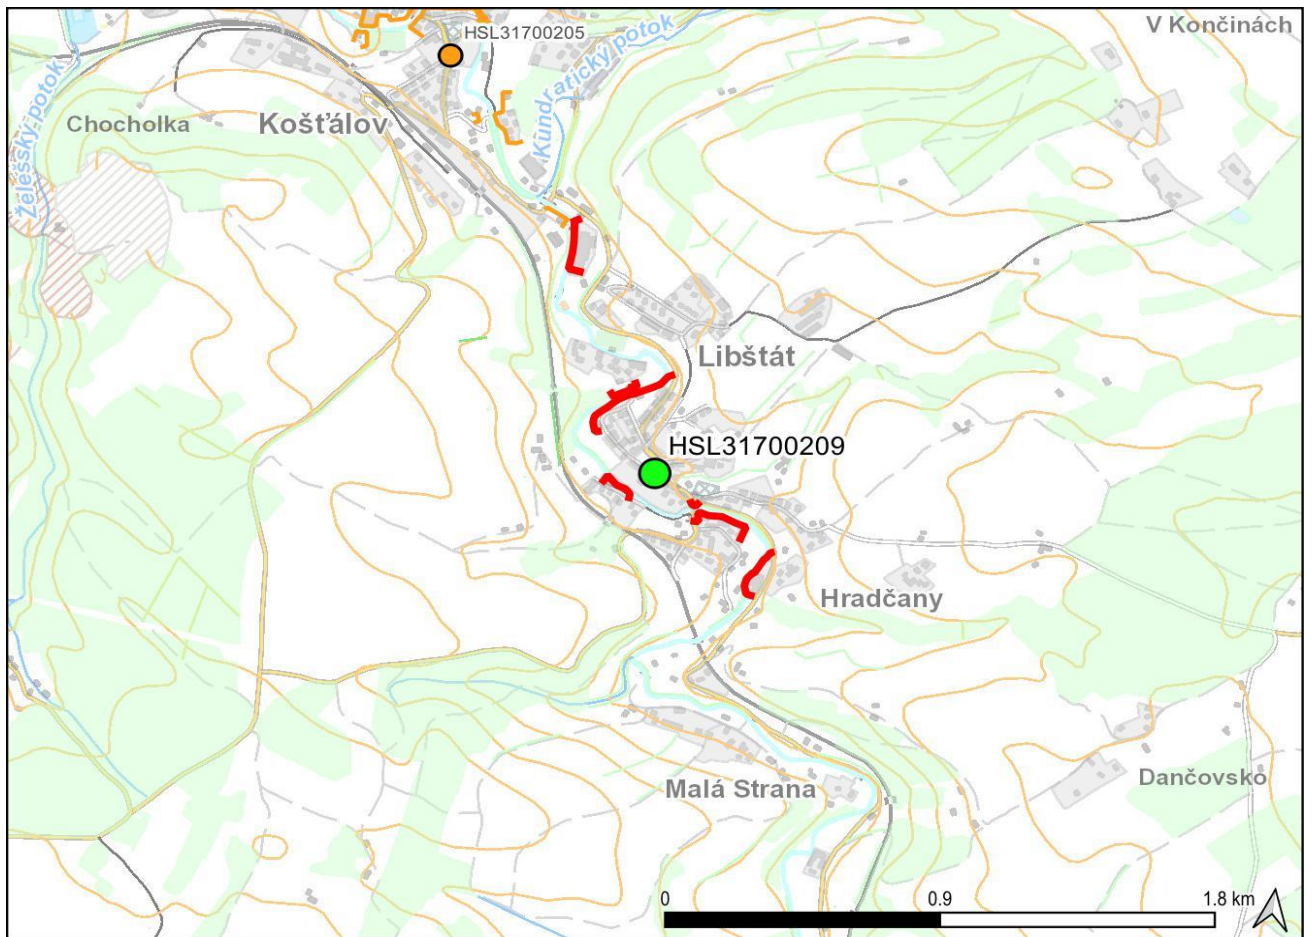 V Končinách
HSL31700205
Kundratický potok
Želešský potok
Chocholka
Košťálov
Libštát
HSL31700209
Hradčany
Malá Strana
Dančovsko
0
0.9
1.8 km